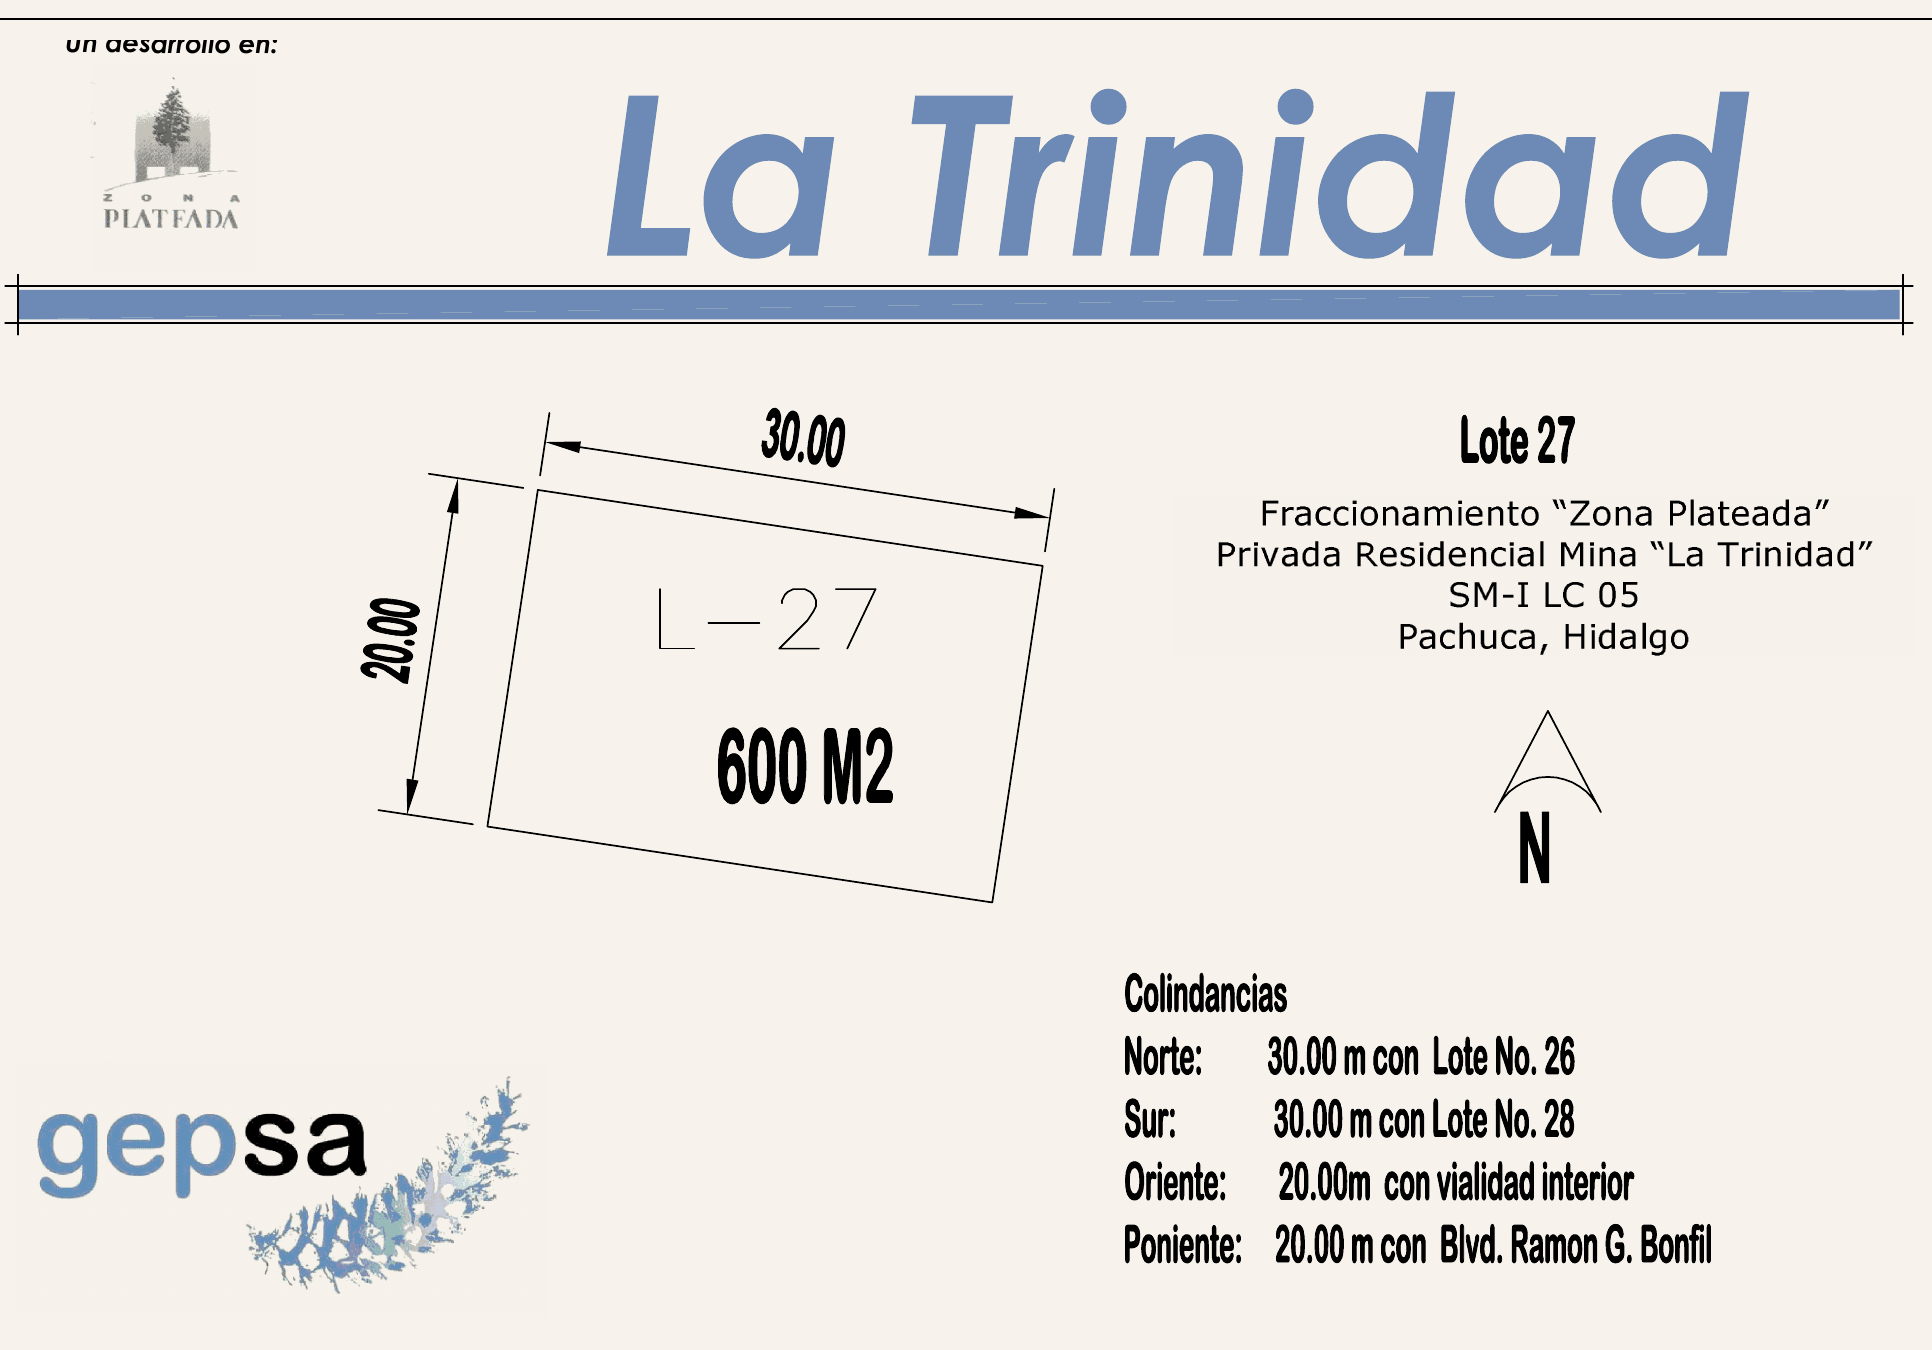 un desarrollo en:
ZONA
PLATEADA
La Trinidad
30.00
20.00
L-27
600 M2
Lote 27
Fraccionamiento “Zona Plateada”
Privada Residencial Mina “La Trinidad”
SM-I LC 05
Pachuca, Hidalgo
N
Colindancias
Norte: 30.00 m con Lote No. 26
Sur: 30.00 m con Lote No. 28
Oriente: 20.00m con vialidad interior
Poniente: 20.00 m con Blvd. Ramon G. Bonfil
gepsa